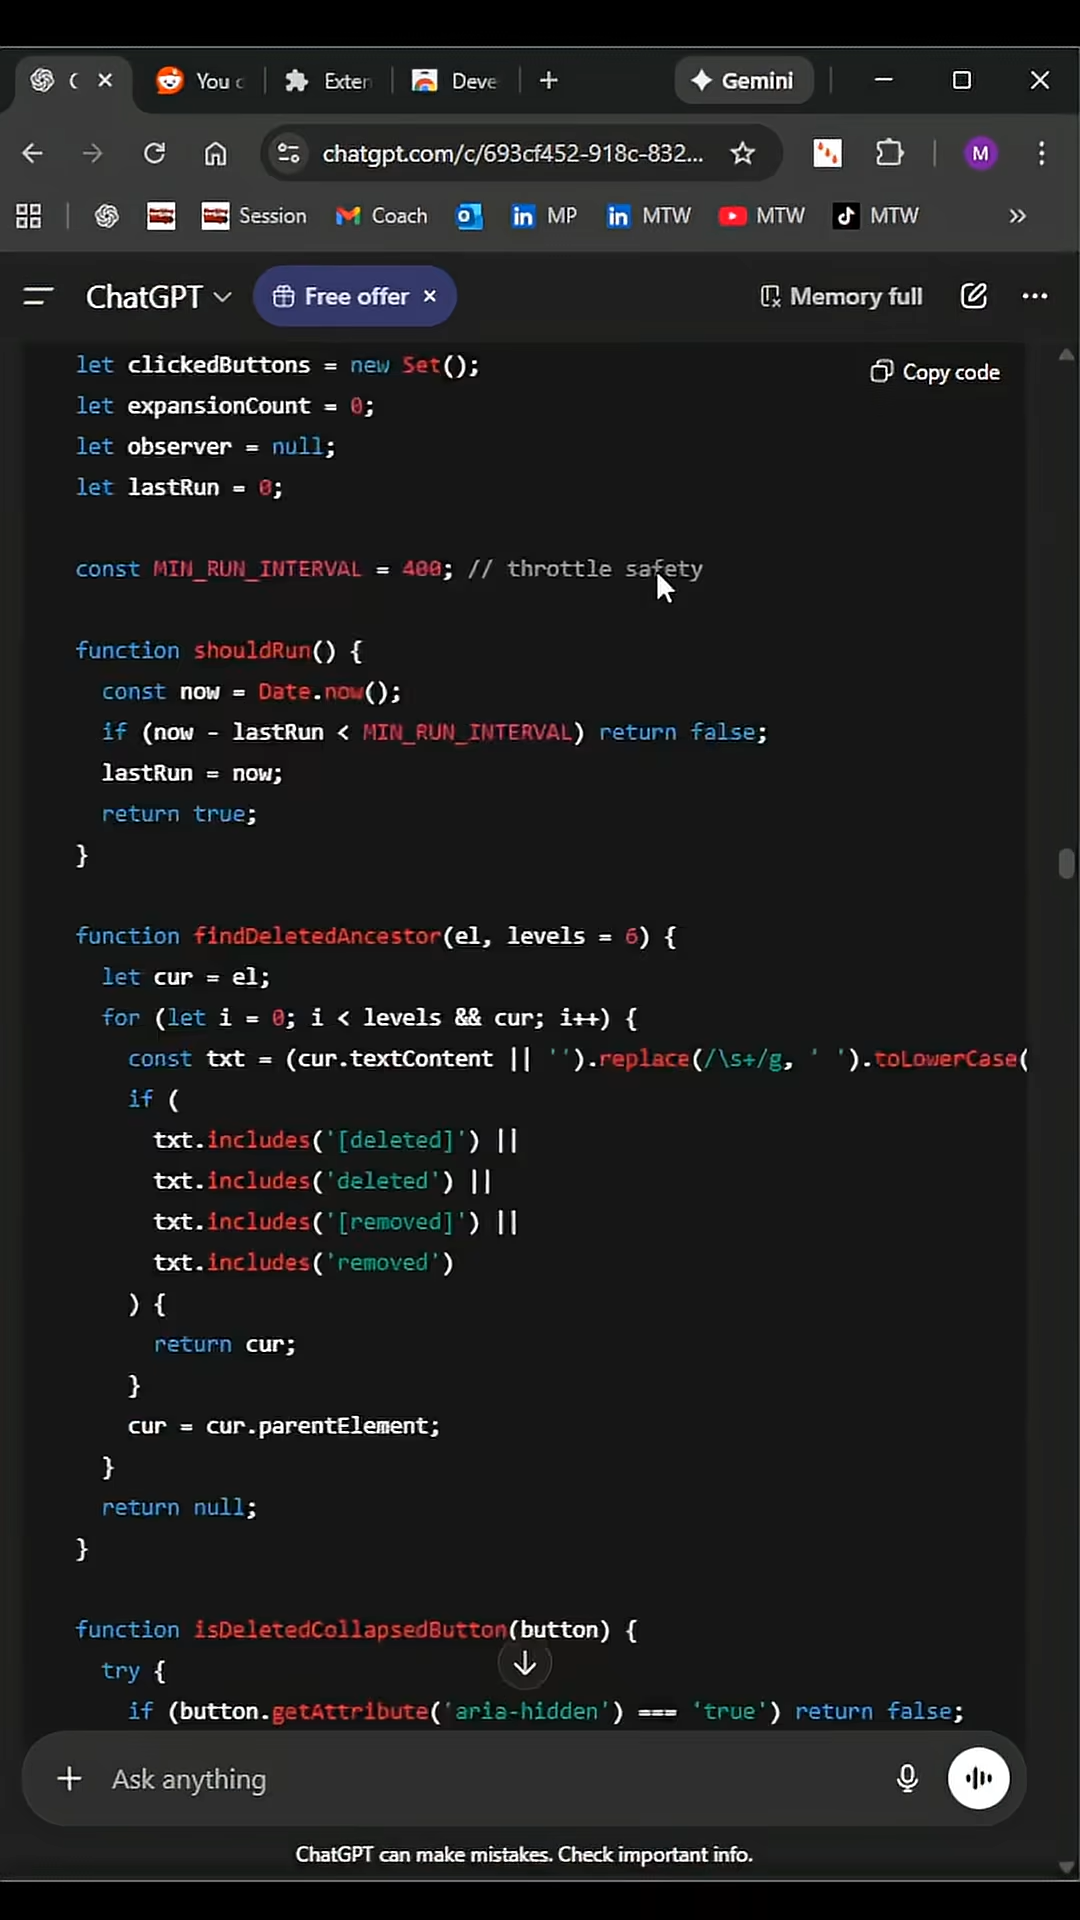 You
Exten
Deve
Gemini
chatgpt.com/c/693cf452-918c-832...
M
Session
Coach
MP
MTW
MTW
MTW
ChatGPT
Free offer
Memory full
Copy code
let clickedButtons = new Set();
let expansionCount = 0;
let observer = null;
let lastRun = 0;
const MIN_RUN_INTERVAL = 400; // throttle safety
function shouldRun() {
const now = Date.now();
if (now - lastRun < MIN_RUN_INTERVAL) return false;
lastRun = now;
return true;
}
function findDeletedAncestor(el, levels = 6) {
let cur = el;
for (let i = 0; i < levels && cur; i++) {
const txt = (cur.textContent || '').replace(/\s+/g, ' ').toLowerCase(
if (
txt.includes('[deleted]') ||
txt.includes('deleted') ||
txt.includes('[removed]') ||
txt.includes('removed')
) {
return cur;
}
cur = cur.parentElement;
}
return null;
}
function isDeletedCollapsedButton(button) {
try {
if (button.getAttribute('aria-hidden') === 'true') return false;
Ask anything
ChatGPT can make mistakes. Check important info.